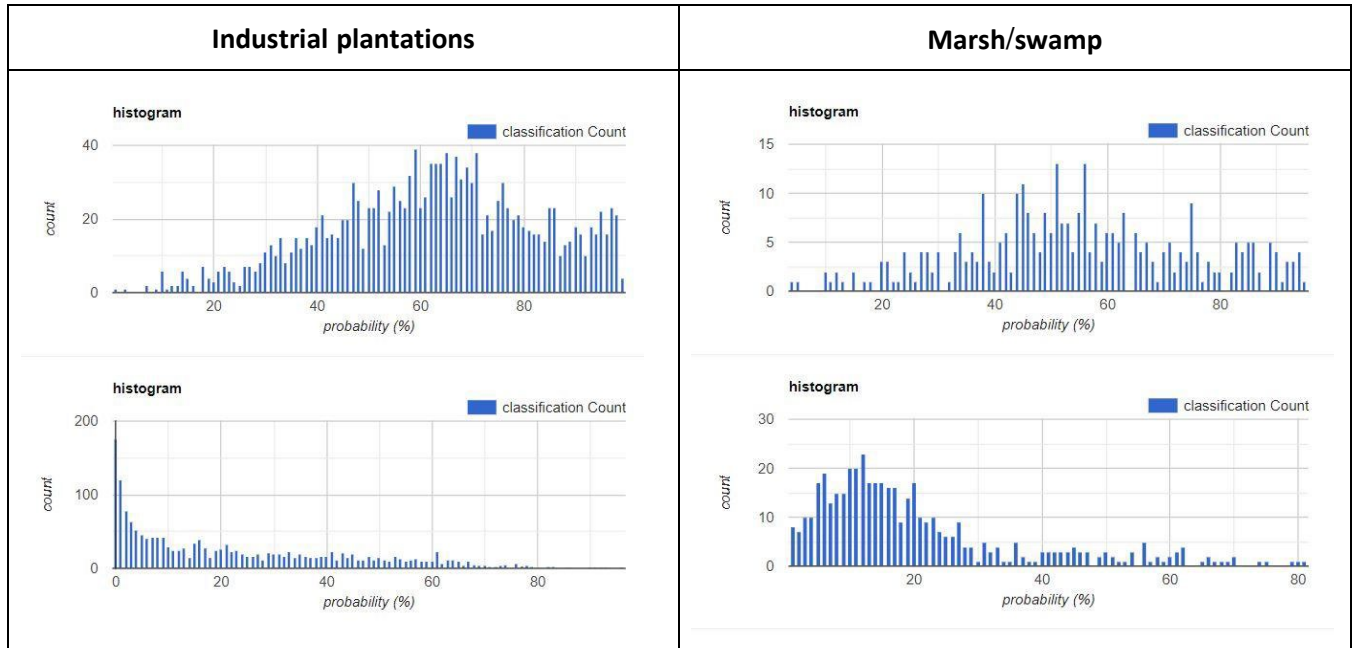 Industrial plantations
Marsh/swamp
histogram
classification Count
40
20
0
count
20
40
60
80
probability (%)
histogram
classification Count
15
10
5
0
count
20
40
60
80
probability (%)
histogram
classification Count
200
100
0
count
0
20
40
60
80
probability (%)
histogram
classification Count
30
20
10
0
count
20
40
60
80
probability (%)